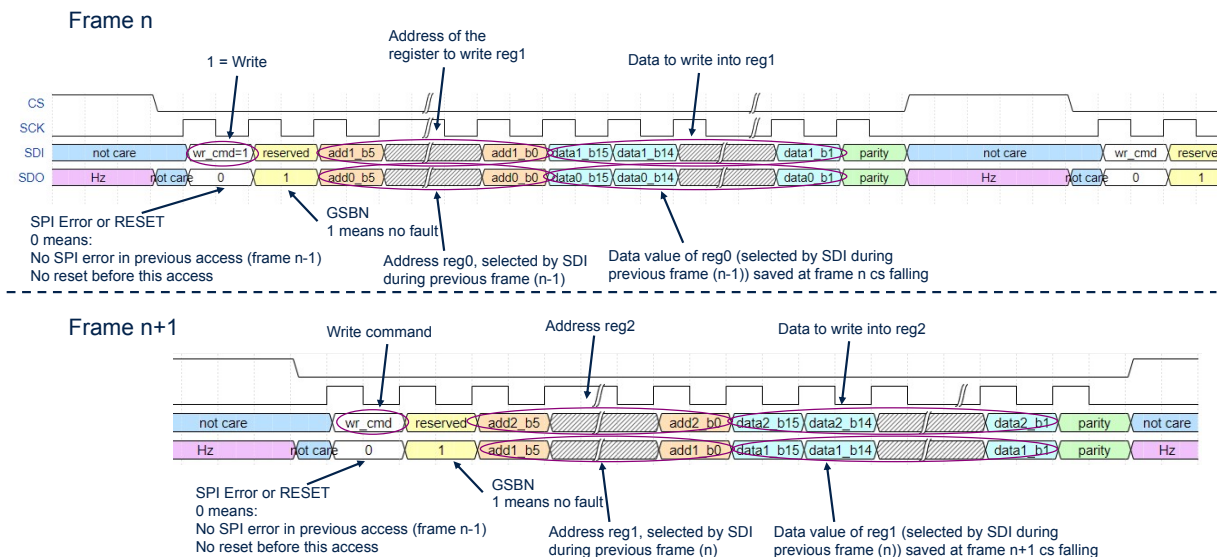 Frame n
Address of the
register to write reg1
Data to write into reg1
1 = Write
CS
SCK
SDI
not care
wr_cmd=1
reserved
add1_b5
add1_b0
data1_b15
data1_b14
data1_b1
parity
not care
wr_cmd
reserve
SDO
Hz
not care
0
1
add0_b5
add0_b0
data0_b15
data0_b14
data0_b1
parity
Hz
not care
0
1
SPI Error or RESET
0 means:
No SPI error in previous access (frame n-1)
No reset before this access
GSBN
1 means no fault
Address reg0, selected by SDI
during previous frame (n-1)
Data value of reg0 (selected by SDI during
previous frame (n-1)) saved at frame n cs falling
Frame n+1
Write command
Address reg2
Data to write into reg2
not care
wr_cmd
reserved
add2_b5
add2_b0
data2_b15
data2_b14
data2_b1
parity
not care
Hz
not care
0
1
add1_b5
add1_b0
data1_b15
data1_b14
data1_b1
parity
Hz
SPI Error or RESET
0 means:
No SPI error in previous access (frame n-1)
No reset before this access
GSBN
1 means no fault
Address reg1, selected by SDI
during previous frame (n)
Data value of reg1 (selected by SDI during
previous frame (n)) saved at frame n+1 cs falling